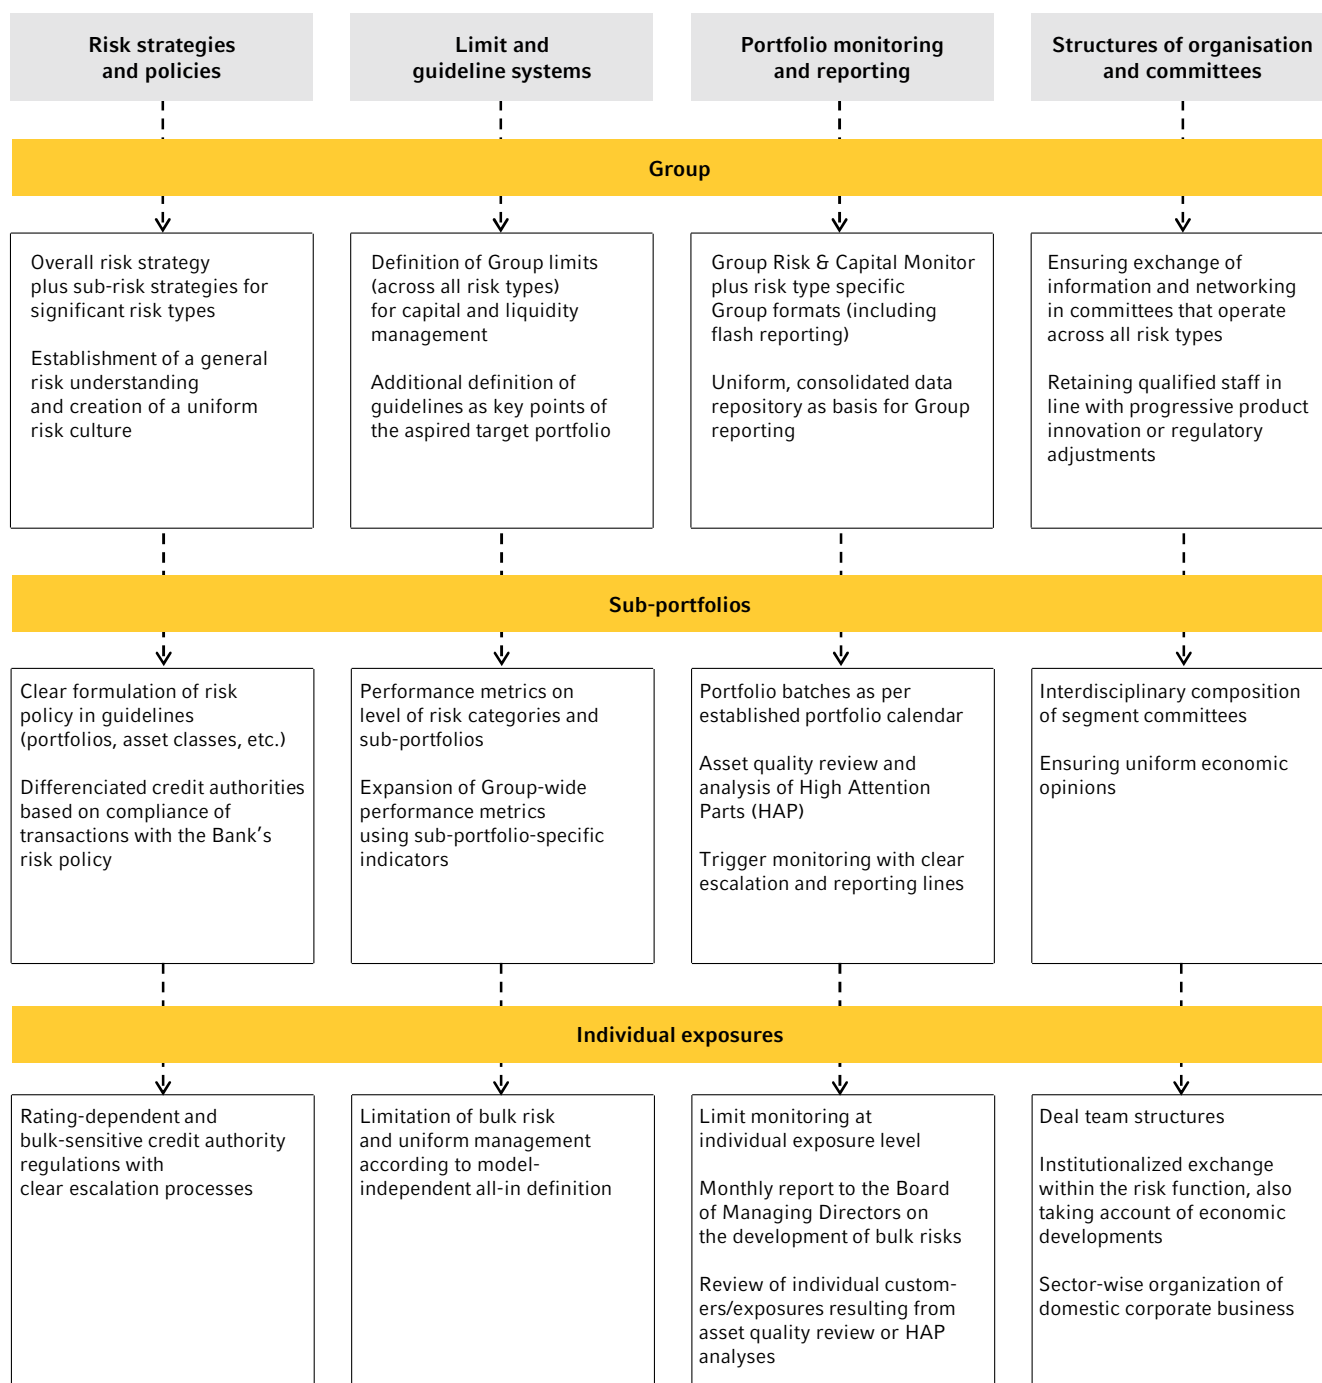 Risk strategies
and policies
Limit and
guideline systems
Portfolio monitoring
and reporting
Structures of organisation
and committees
Group
Overall risk strategy
plus sub-risk strategies for
significant risk types
Establishment of a general
risk understanding
and creation of a uniform
risk culture
Definition of Group limits
(across all risk types)
for capital and liquidity
management
Additional definition of
guidelines as key points of
the aspired target portfolio
Group Risk & Capital Monitor
plus risk type specific
Group formats (including
flash reporting)
Uniform, consolidated data
repository as basis for Group
reporting
Ensuring exchange of
information and networking
in committees that operate
across all risk types
Retaining qualified staff in
line with progressive product
innovation or regulatory
adjustments
Sub-portfolios
Clear formulation of risk
policy in guidelines
(portfolios, asset classes, etc.)
Differenciated credit authorities
based on compliance of
transactions with the Bank's
risk policy
Performance metrics on
level of risk categories and
sub-portfolios
Expansion of Group-wide
performance metrics
using sub-portfolio-specific
indicators
Portfolio batches as per
established portfolio calendar
Asset quality review and
analysis of High Attention
Parts (HAP)
Trigger monitoring with clear
escalation and reporting lines
Interdisciplinary composition
of segment committees
Ensuring uniform economic
opinions
Individual exposures
Rating-dependent and
bulk-sensitive credit authority
regulations with
clear escalation processes
Limitation of bulk risk
and uniform management
according to model-
independent all-in definition
Limit monitoring at
individual exposure level
Monthly report to the Board
of Managing Directors on
the development of bulk risks
Review of individual custom-
ers/exposures resulting from
asset quality review or HAP
analyses
Deal team structures
Institutionalized exchange
within the risk function, also
taking account of economic
developments
Sector-wise organization of
domestic corporate business